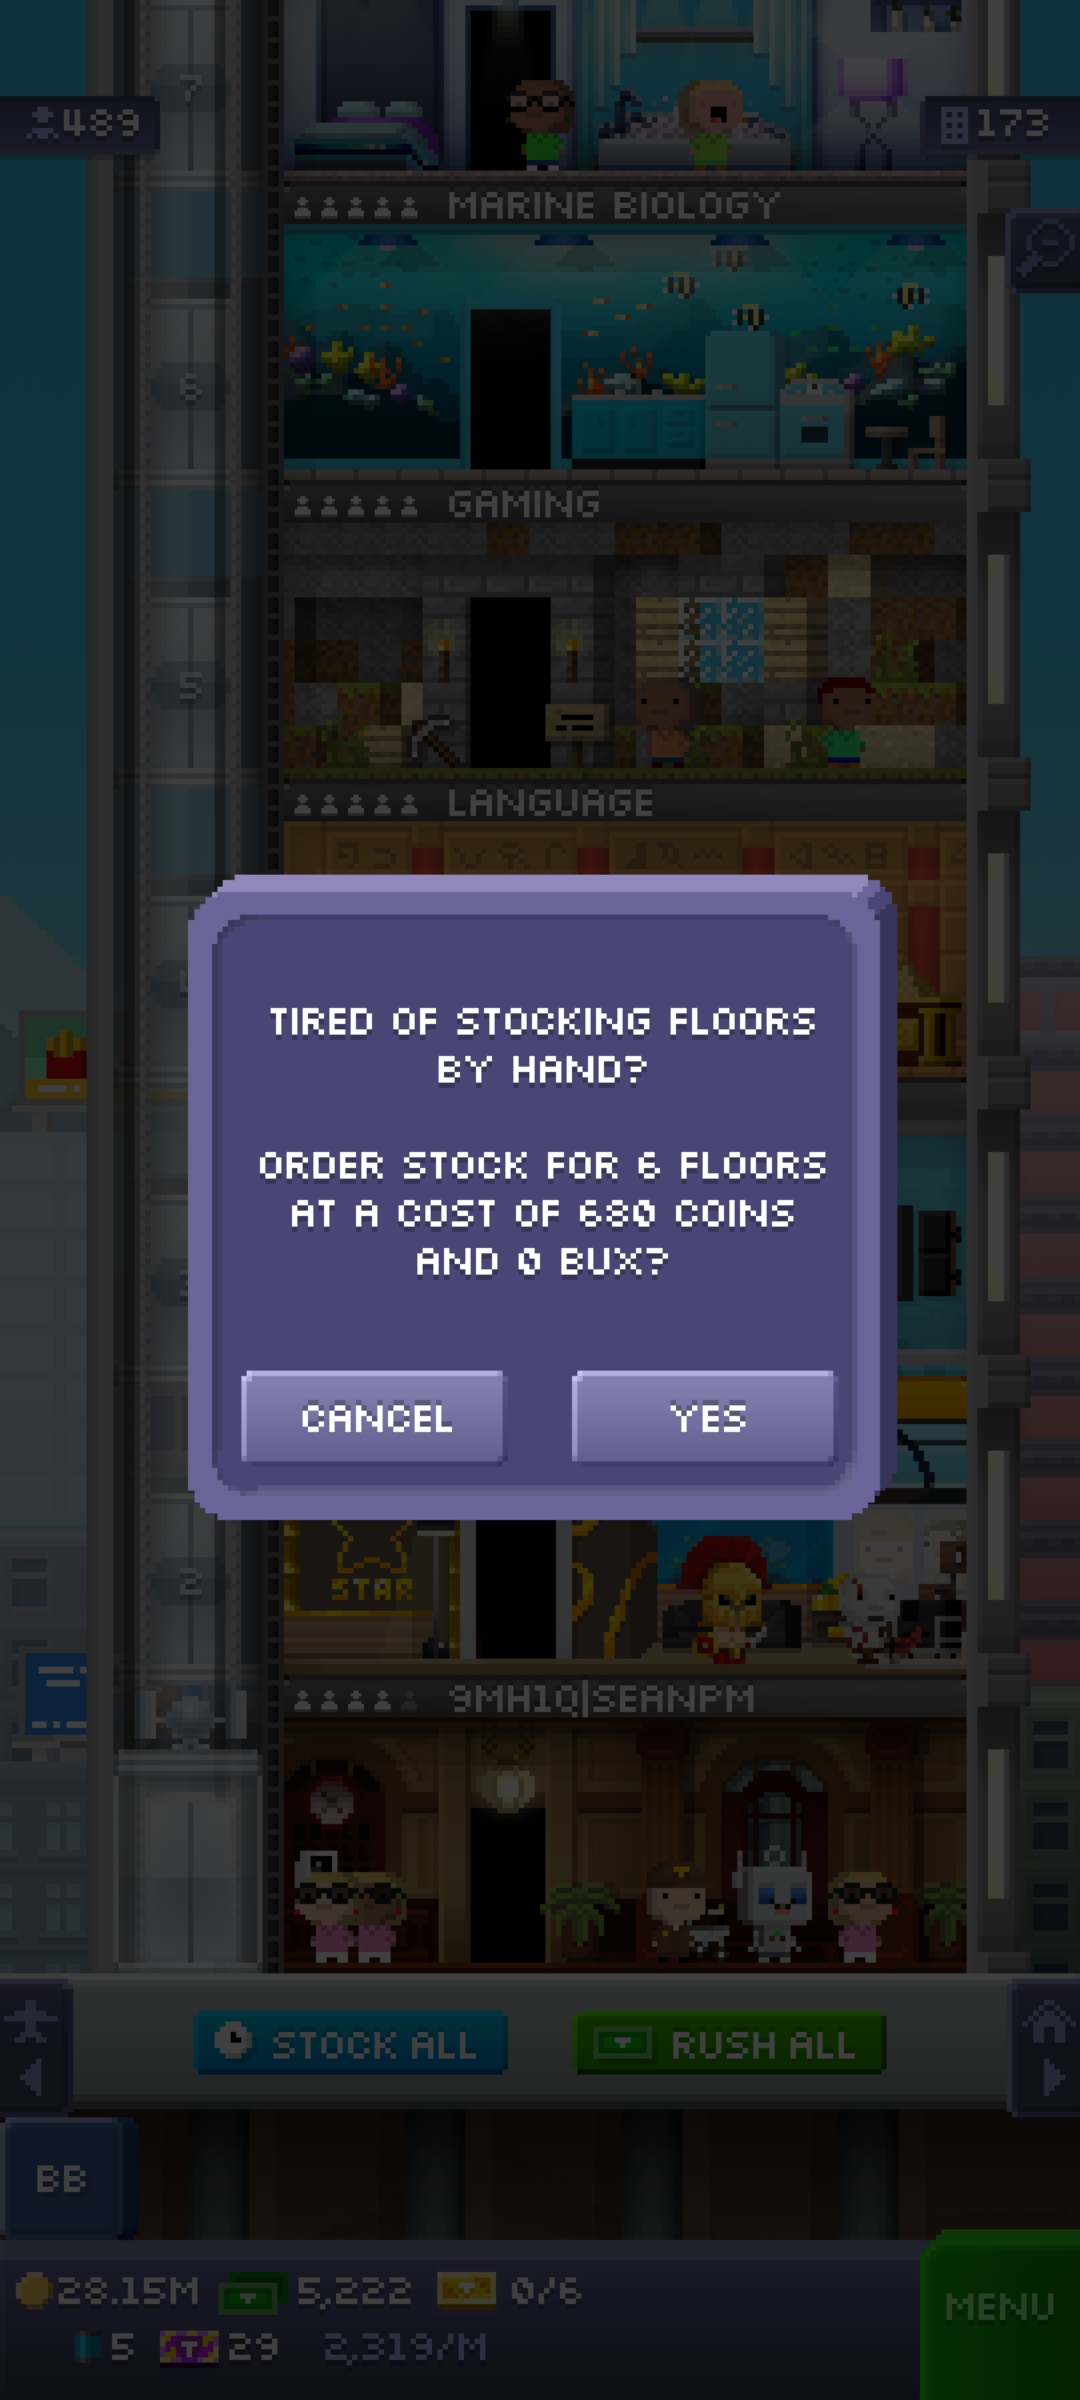 7
489
173
MARINE BIOLOGY
6
GAMING
5
LANGUAGE
TIRED OF STOCKING FLOORS
BY HAND?
ORDER STOCK FOR 6 FLOORS
AT A COST OF 680 COINS
AND 0 BUX?
CANCEL
YES
STAR
2
9MH1Q|SEANPM
STOCK ALL
RUSH ALL
BB
28.15M
5,222
0/6
MENU
5
29
2,319/M